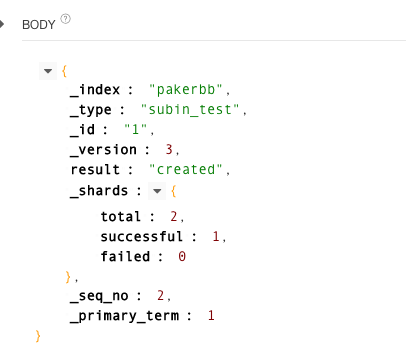 BODY ?
{
_index : "pakerbb",
_type : "subin_test",
_id : "1",
_version : 3,
result : "created",
_shards : {
total : 2,
successful : 1,
failed : 0
},
_seq_no : 2,
_primary_term : 1
}